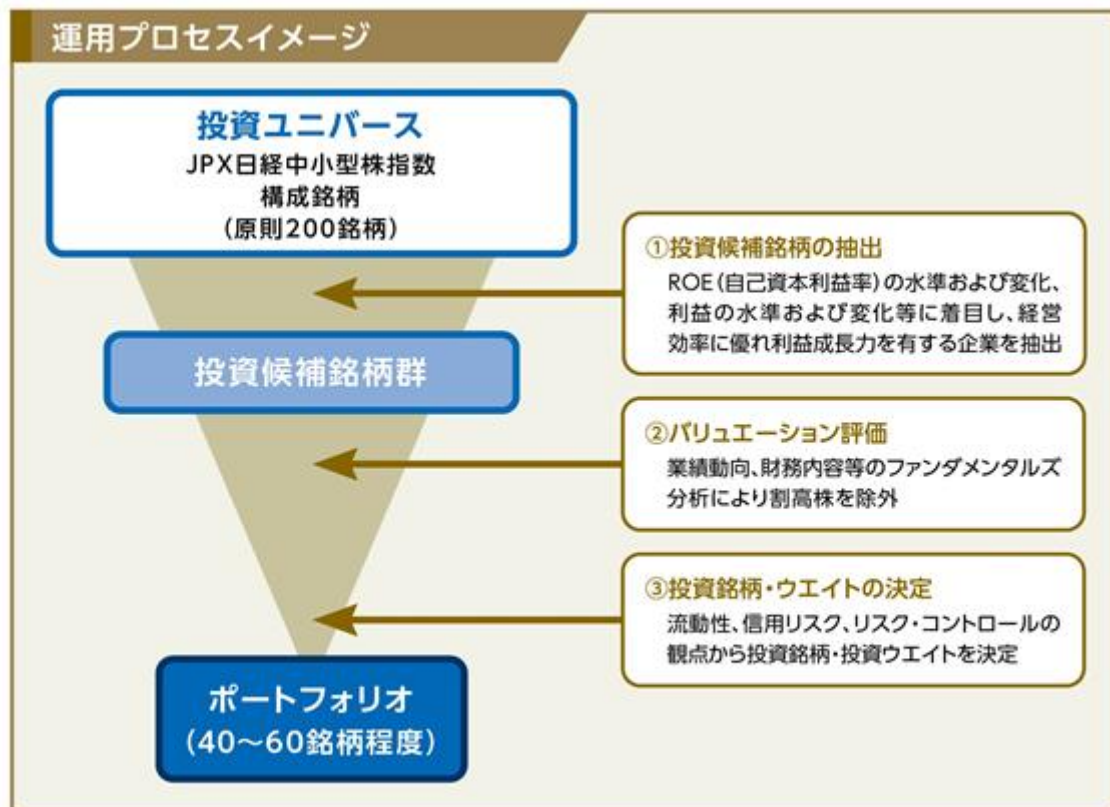 運用プロセスイメージ
投資ユニバース
JPX日経中小型株指数
構成銘柄
(原則200銘柄)
①投資候補銘柄の抽出
ROE(自己資本利益率)の水準および変化、
利益の水準および変化等に着目し、経営
効率に優れ利益成長力を有する企業を抽出
投資候補銘柄群
②バリュエーション評価
業績動向、財務内容等のファンダメンタルズ
分析により割高株を除外
③投資銘柄・ウエイトの決定
流動性、信用リスク、リスク・コントロールの
観点から投資銘柄・投資ウエイトを決定
ポートフォリオ
(40～60銘柄程度)